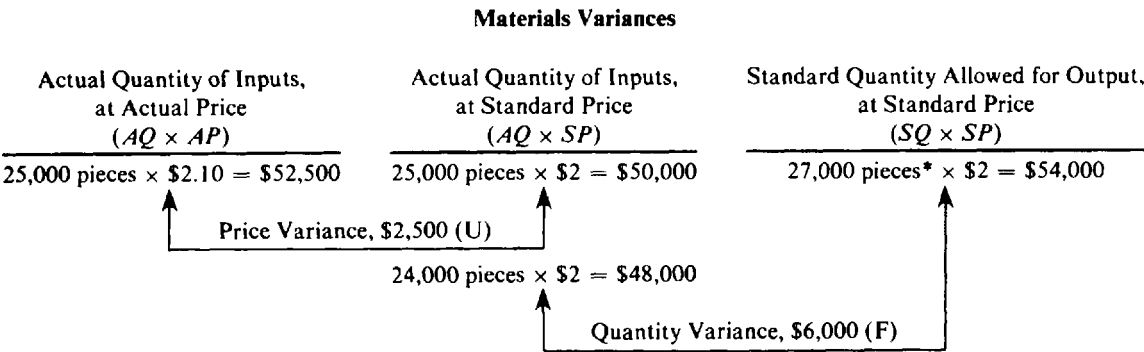 Materials Variances
Actual Quantity of Inputs,
at Actual Price
(AQ × AP)
Actual Quantity of Inputs,
at Standard Price
(AQ × SP)
Standard Quantity Allowed for Output,
at Standard Price
(SQ × SP)
25,000 pieces × $2.10 = $52,500
25,000 pieces × $2 = $50,000
27,000 pieces* × $2 = $54,000
Price Variance, $2,500 (U)
24,000 pieces × $2 = $48,000
Quantity Variance, $6,000 (F)